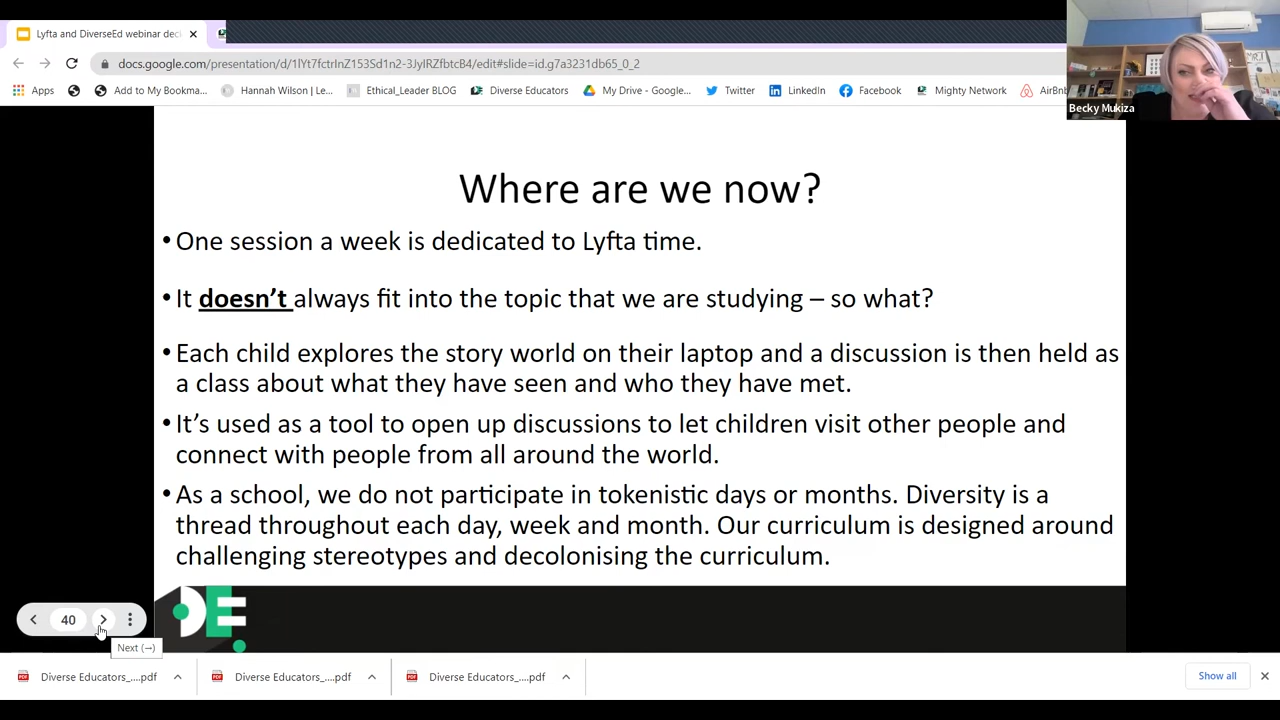 Lyfta and DiverseEd webinar deck
docs.google.com/presentation/d/1lYt7fctrInZ153Sd1n2-3JyIRZfbtcB4/edit#slide=id.g7a3231db65_0_2
Becky Mukiza
Apps
Add to My Bookma...
Hannah Wilson | Le...
Ethical_Leader BLOG
Diverse Educators
My Drive - Google...
Twitter
LinkedIn
Facebook
Mighty Network
AirBnb
Where are we now?
•One session a week is dedicated to Lyfta time.
•It doesn't always fit into the topic that we are studying – so what?
•Each child explores the story world on their laptop and a discussion is then held as
a class about what they have seen and who they have met.
•It's used as a tool to open up discussions to let children visit other people and
connect with people from all around the world.
•As a school, we do not participate in tokenistic days or months. Diversity is a
thread throughout each day, week and month. Our curriculum is designed around
challenging stereotypes and decolonising the curriculum.
DE
40
Next (→)
Diverse Educators_....pdf
Diverse Educators_....pdf
Diverse Educators_....pdf
Show all